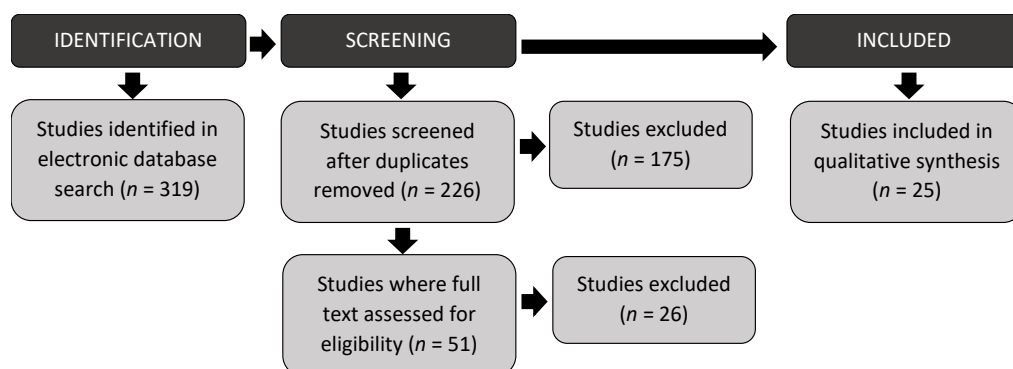 IDENTIFICATION
SCREENING
INCLUDED
Studies identified in
electronic database
search (n = 319)
Studies screened
after duplicates
removed (n = 226)
Studies excluded
(n = 175)
Studies included in
qualitative synthesis
(n = 25)
Studies where full
text assessed for
eligibility (n = 51)
Studies excluded
(n = 26)